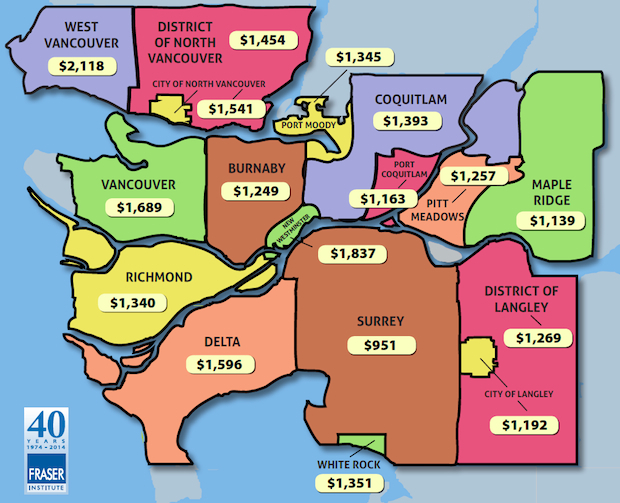 WEST
VANCOUVER
$2,118
DISTRICT
OF NORTH
VANCOUVER
$1,454
CITY OF NORTH VANCOUVER
$1,541
$1,345
PORT MOODY
COQUITLAM
$1,393
PORT
COQUITLAM
$1,163
$1,257
PITT
MEADOWS
MAPLE
RIDGE
$1,139
VANCOUVER
$1,689
BURNABY
$1,249
NEW
WESTMINSTER
$1,837
RICHMOND
$1,340
DELTA
$1,596
SURREY
$951
DISTRICT OF
LANGLEY
$1,269
CITY OF LANGLEY
$1,192
WHITE ROCK
$1,351
40
YEARS
1974 - 2014
FRASER
INSTITUTE